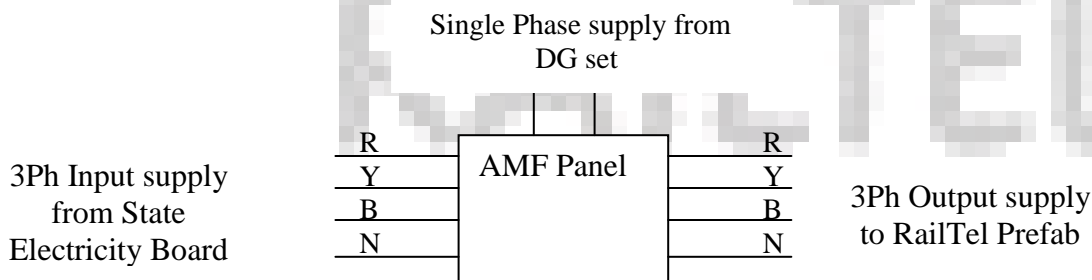 RAILTEL
Single Phase supply from
DG set
R
Y
B
N
AMF Panel
R
Y
B
N
3Ph Input supply
from State
Electricity Board
3Ph Output supply
to RailTel Prefab